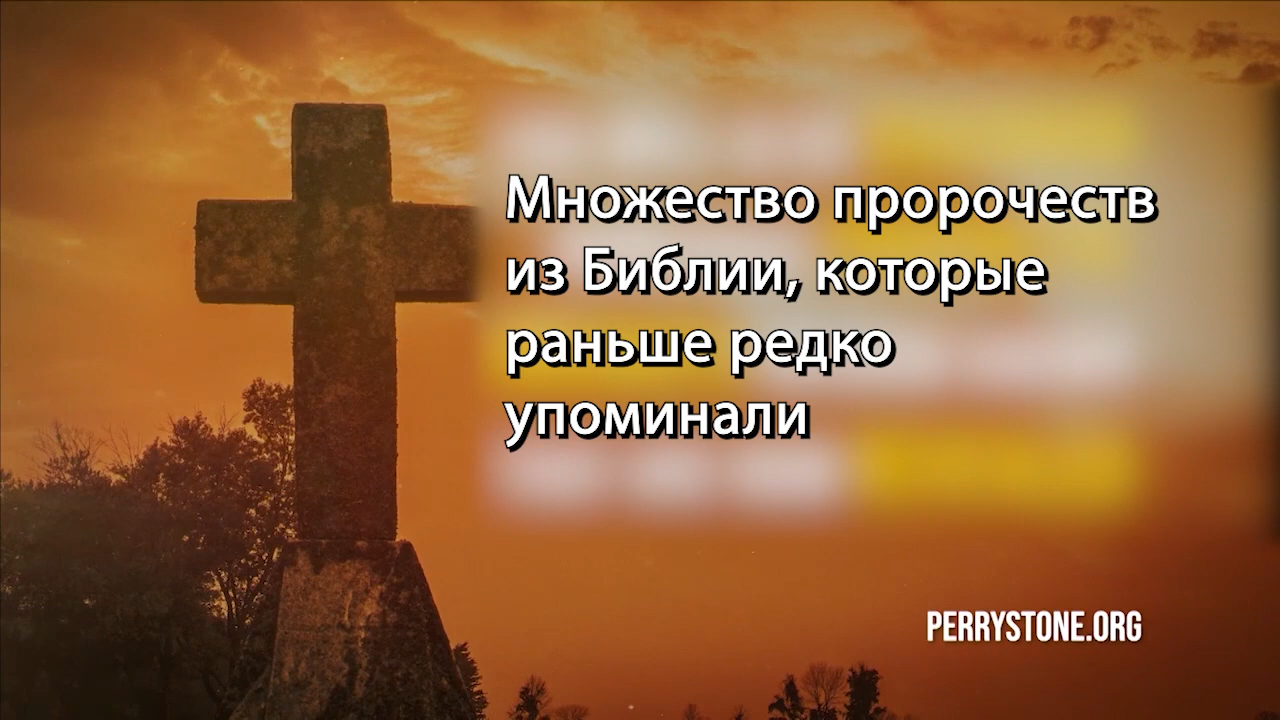 Множество пророчеств
из Библии, которые
раньше редко
упоминали
PERRYSTONE.ORG